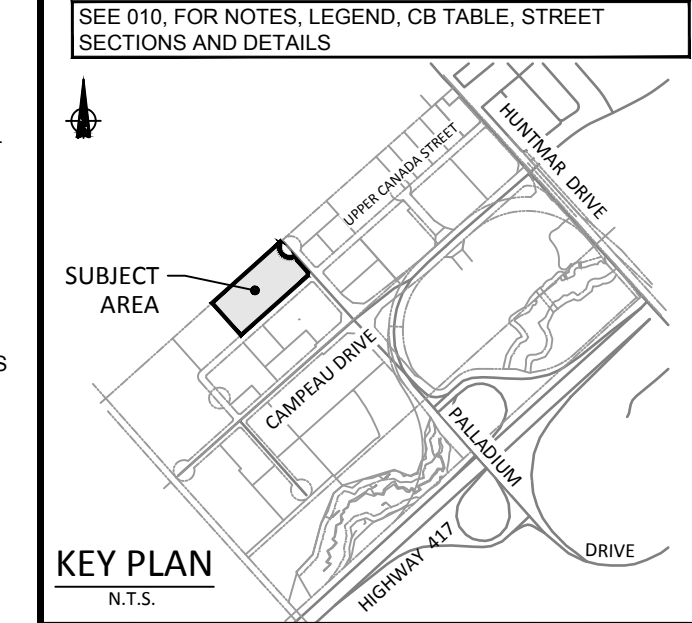 SEE 010, FOR NOTES, LEGEND, CB TABLE, STREET
SECTIONS AND DETAILS
HUNTMAR DRIVE
UPPER CANADA STREET
SUBJECT
AREA
CAMPEAU DRIVE
S
PALLADIUM
DRIVE
HIGHWAY 417
KEY PLAN
N.T.S.